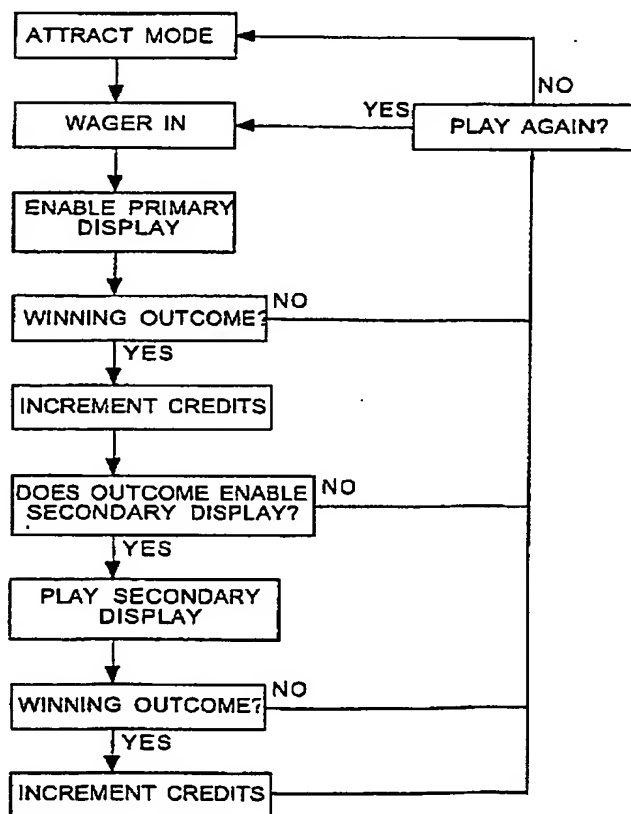 ATTRACT MODE
NO
YES
WAGER IN
PLAY AGAIN?
ENABLE PRIMARY
DISPLAY
WINNING OUTCOME?
NO
YES
INCREMENT CREDITS
DOES OUTCOME ENABLE
SECONDARY DISPLAY?
NO
YES
PLAY SECONDARY
DISPLAY
WINNING OUTCOME?
NO
YES
INCREMENT CREDITS